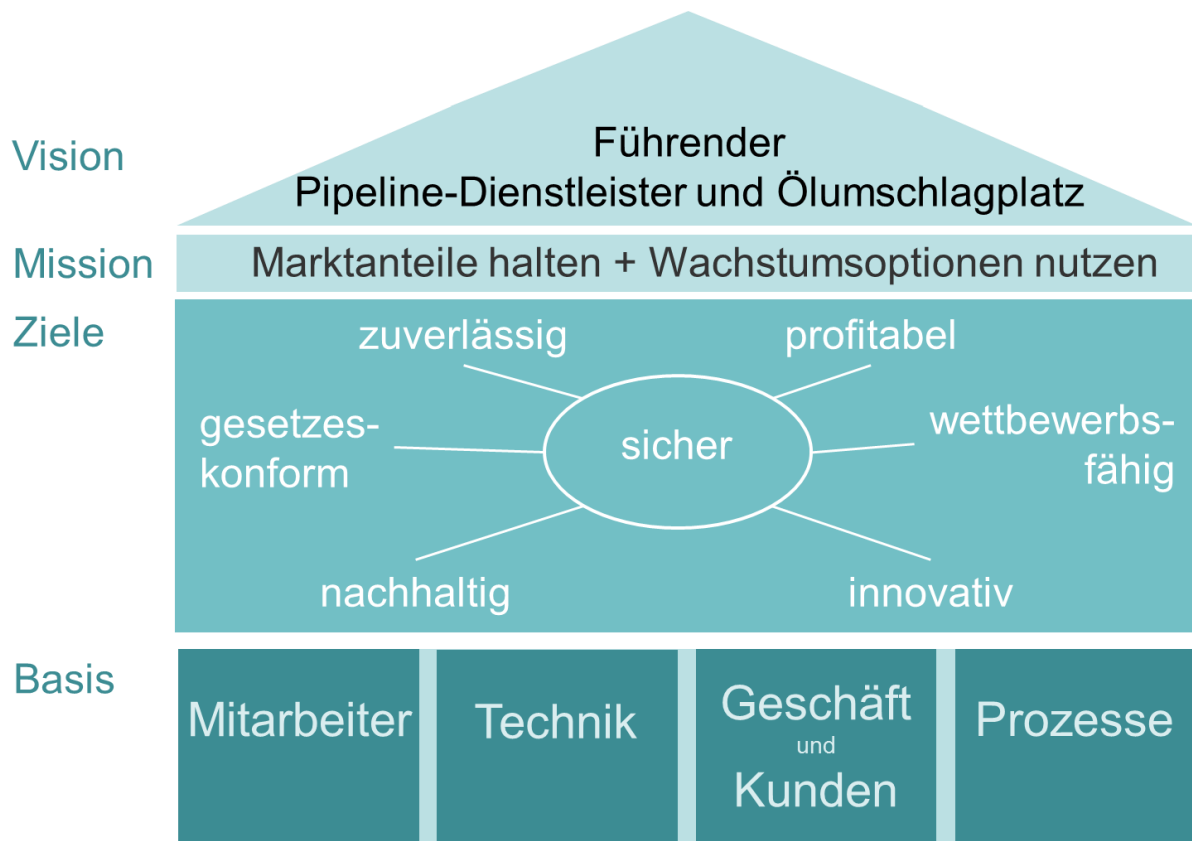 Vision
Führender
Pipeline-Dienstleister und Ölumschlagplatz
Mission
Marktanteile halten + Wachstumsoptionen nutzen
Ziele
zuverlässig
profitabel
gesetzes-
konform
sicher
wettbewerbs-
fähig
nachhaltig
innovativ
Basis
Mitarbeiter
Technik
Geschäft
und
Kunden
Prozesse